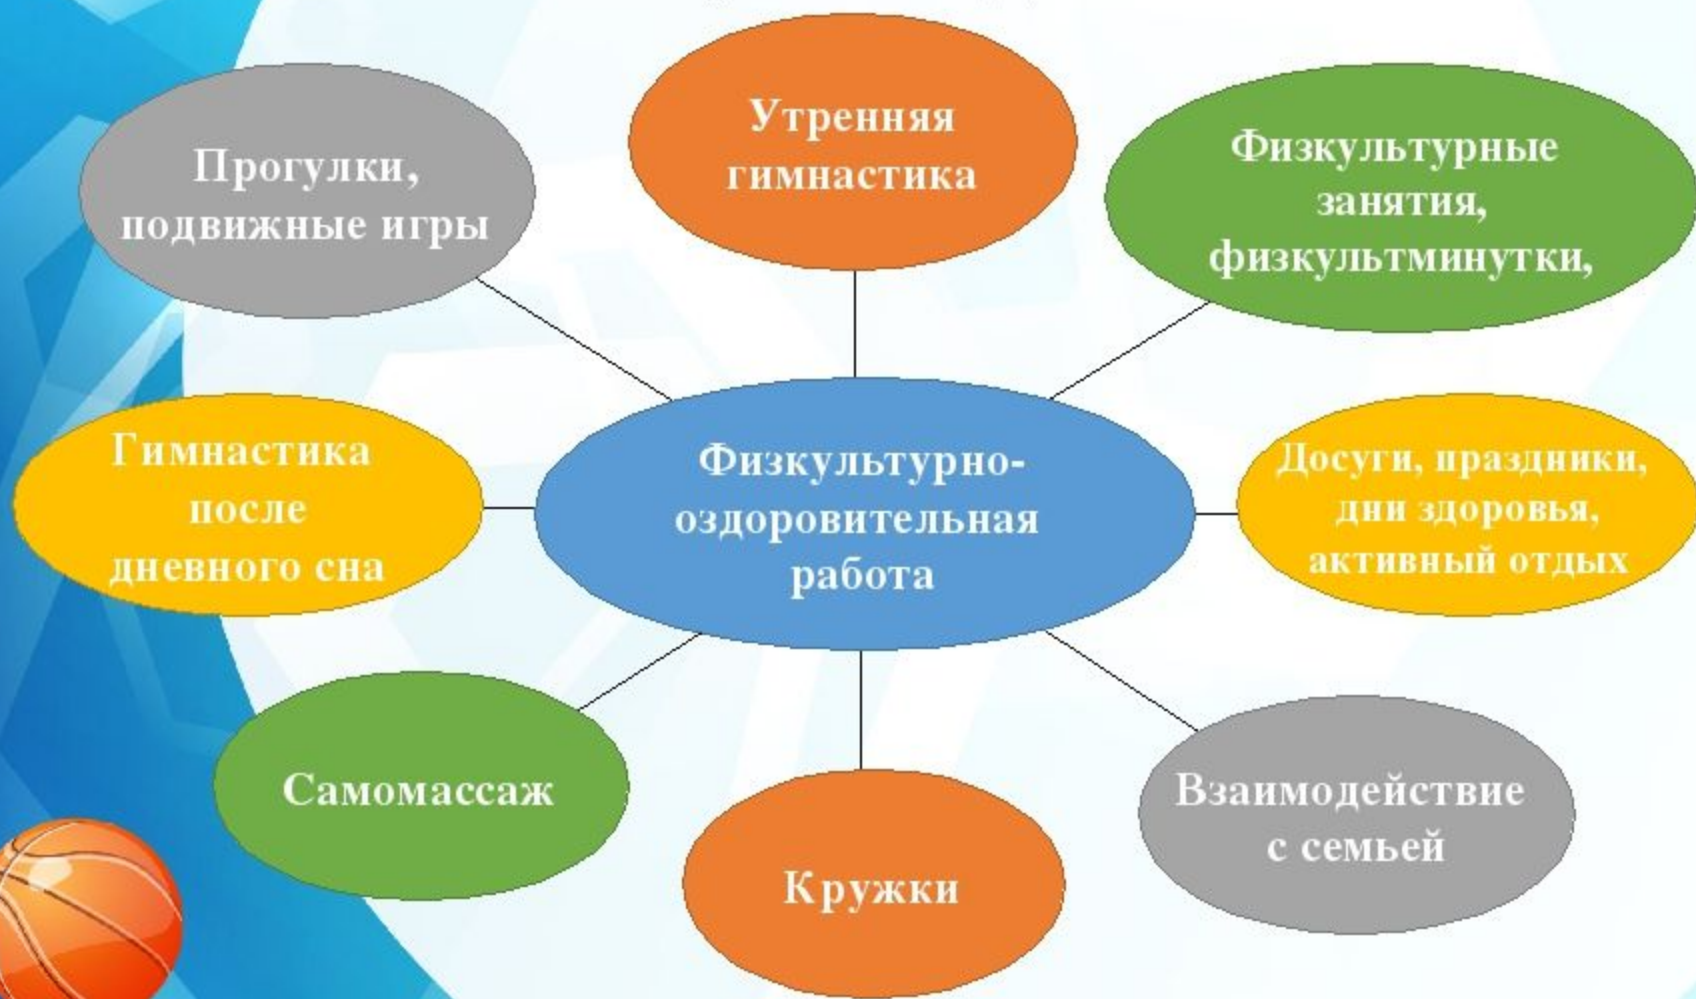 Утренняя
гимнастика
Прогулки,
подвижные игры
Физкультурные
занятия,
физкультминутки,
Гимнастика
после
дневного сна
Физкультурно-
оздоровительная
работа
Досуги, праздники,
дни здоровья,
активный отдых
Самомассаж
Кружки
Взаимодействие
с семьей